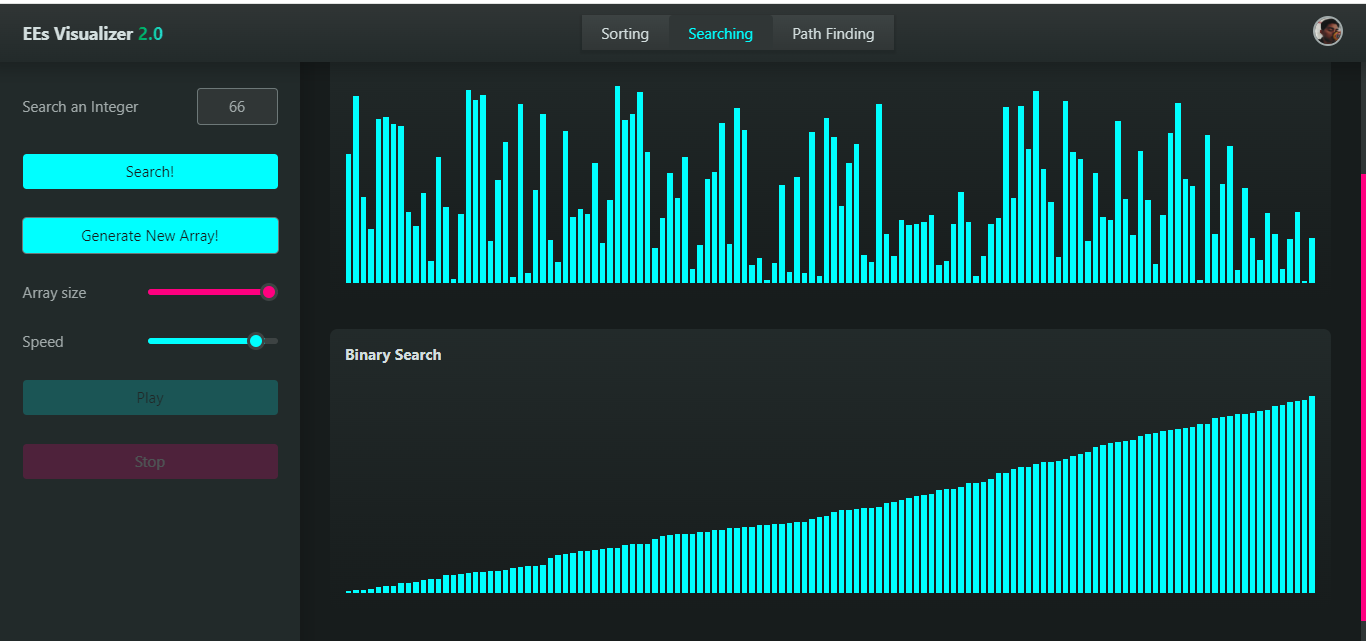 EEs Visualizer 2.0
Sorting
Searching
Path Finding
Search an Integer
66
Search!
Generate New Array!
Array size
Speed
Play
Stop
Binary Search